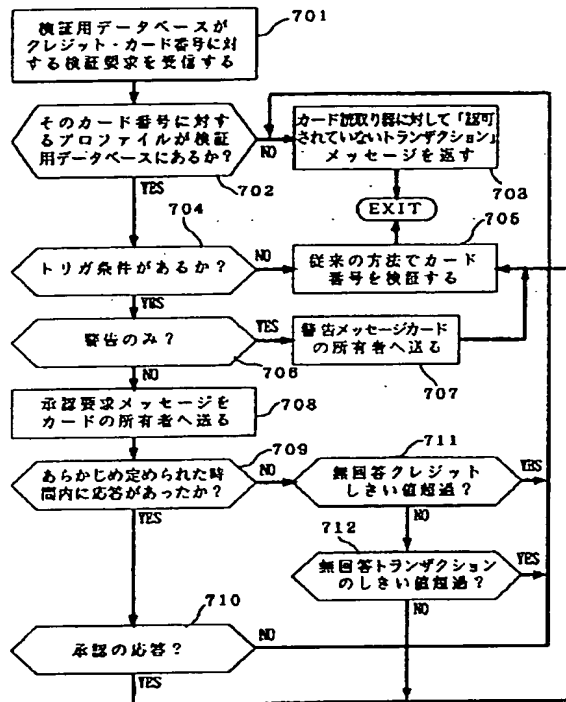 701
検証用データベースが
クレジット・カード番号に対
する検証要求を受信する
そのカード番号に対す
るプロファイルが検証
用データベースにあるか?
NO
YES
702
カード読取り器に対して「認可
されていないトランザクション」
メッセージを返す
703
EXIT
704
トリガ条件があるか?
NO
YES
705
従来の方法でカード
番号を検証する
警告のみ?
YES
NO
706
警告メッセージカード
の所有者へ送る
707
承認要求メッセージを
カードの所有者へ送る
708
709
あらかじめ定められた時
間内に応答があったか?
NO
YES
711
無回答クレジット
しきい値超過?
YES
NO
712
無回答トランザクション
のしきい値超過?
YES
NO
710
承認の応答?
NO
YES